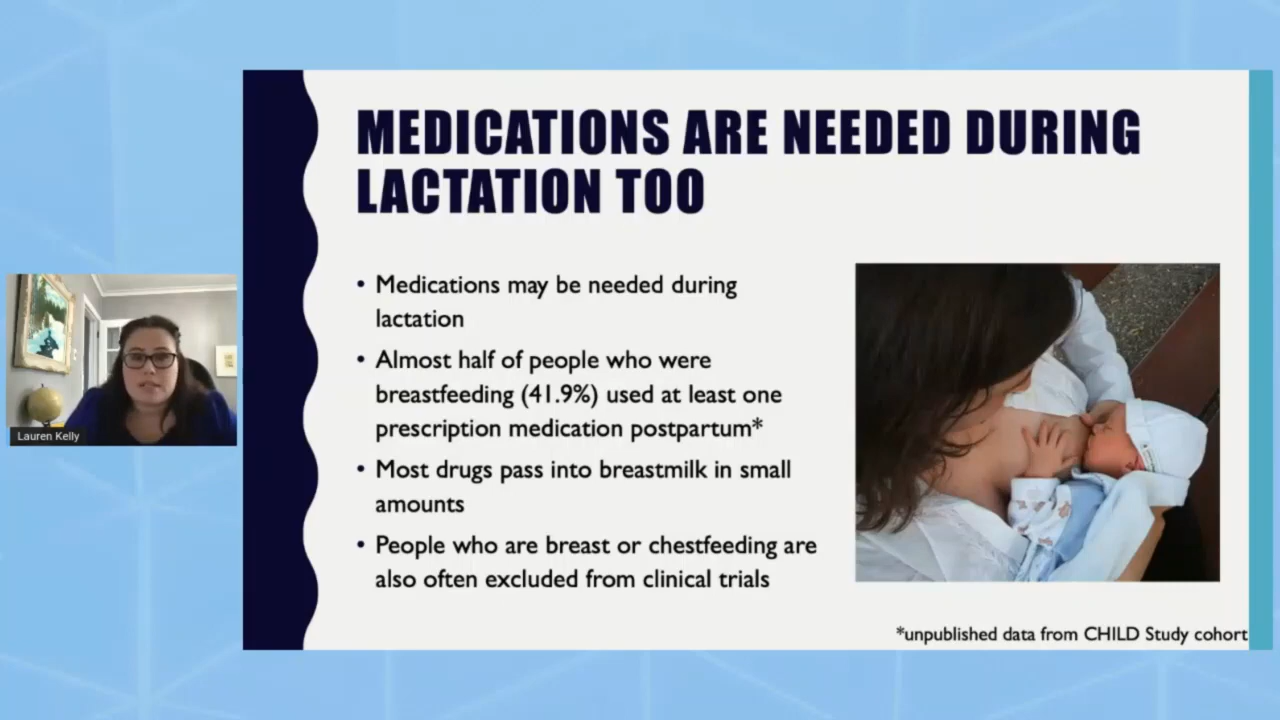 MEDICATIONS ARE NEEDED DURING
LACTATION TOO
• Medications may be needed during
lactation
• Almost half of people who were
breastfeeding (41.9%) used at least one
prescription medication postpartum*
• Most drugs pass into breastmilk in small
amounts
• People who are breast or chestfeeding are
also often excluded from clinical trials
*unpublished data from CHILD Study cohort
Lauren Kelly